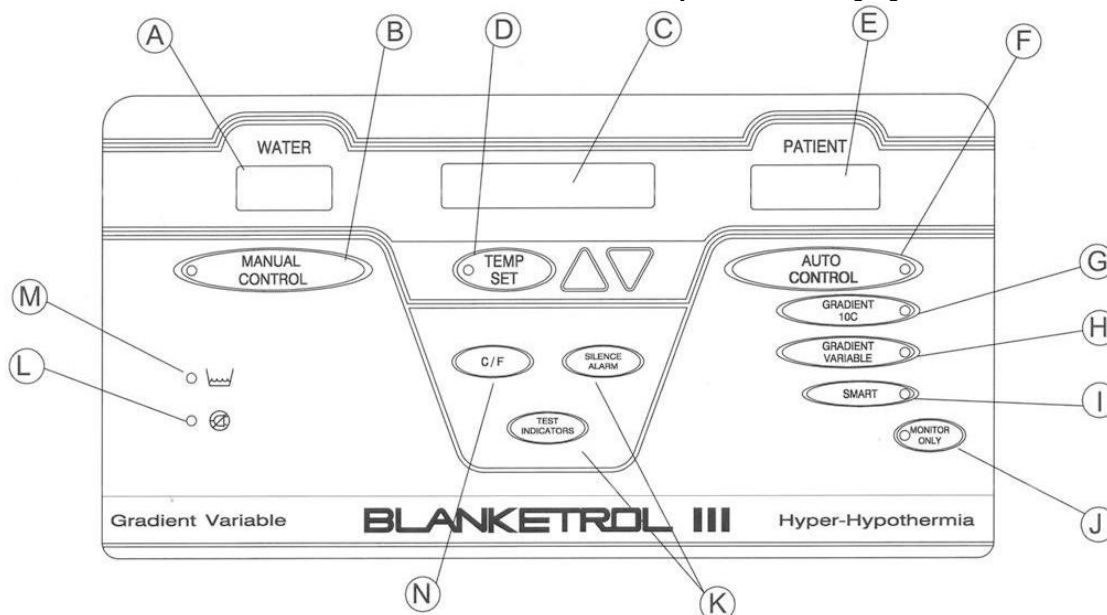 A
B
D
C
E
F
WATER
PATIENT
MANUAL
CONTROL
TEMP
SET
AUTO
CONTROL
G
GRADIENT
10C
M
H
GRADIENT
VARIABLE
C / F
SILENCE
ALARM
L
SMART
I
TEST
INDICATORS
MONITOR
ONLY
J
Gradient Variable
BLANKETROL III
Hyper-Hypothermia
N
K